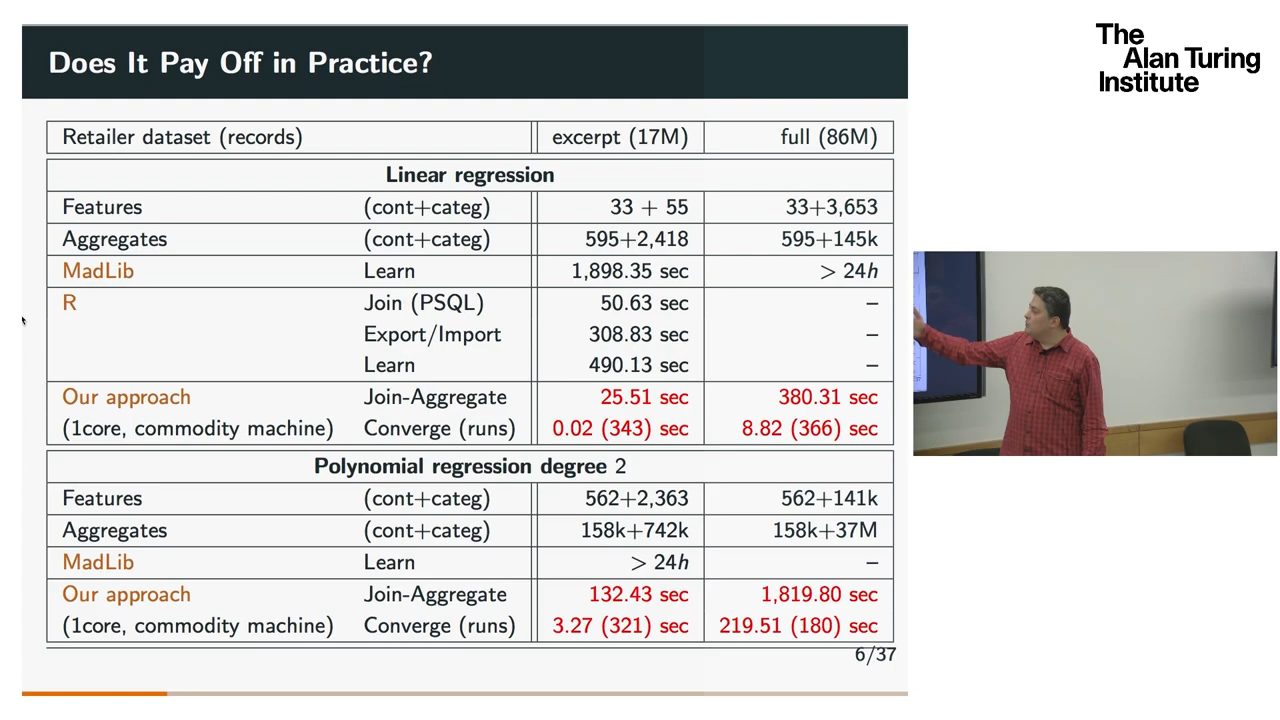 Does It Pay Off in Practice?
The
Alan Turing
Institute
Retailer dataset (records) excerpt (17M) full (86M)
Linear regression
Features (cont+categ) 33 + 55 33+3,653
Aggregates (cont+categ) 595+2,418 595+145k
MadLib Learn 1,898.35 sec > 24h
R Join (PSQL) 50.63 sec –
Export/Import 308.83 sec –
Learn 490.13 sec –
Our approach Join-Aggregate 25.51 sec 380.31 sec
(1core, commodity machine) Converge (runs) 0.02 (343) sec 8.82 (366) sec
Polynomial regression degree 2
Features (cont+categ) 562+2,363 562+141k
Aggregates (cont+categ) 158k+742k 158k+37M
MadLib Learn > 24h –
Our approach Join-Aggregate 132.43 sec 1,819.80 sec
(1core, commodity machine) Converge (runs) 3.27 (321) sec 219.51 (180) sec
6/37